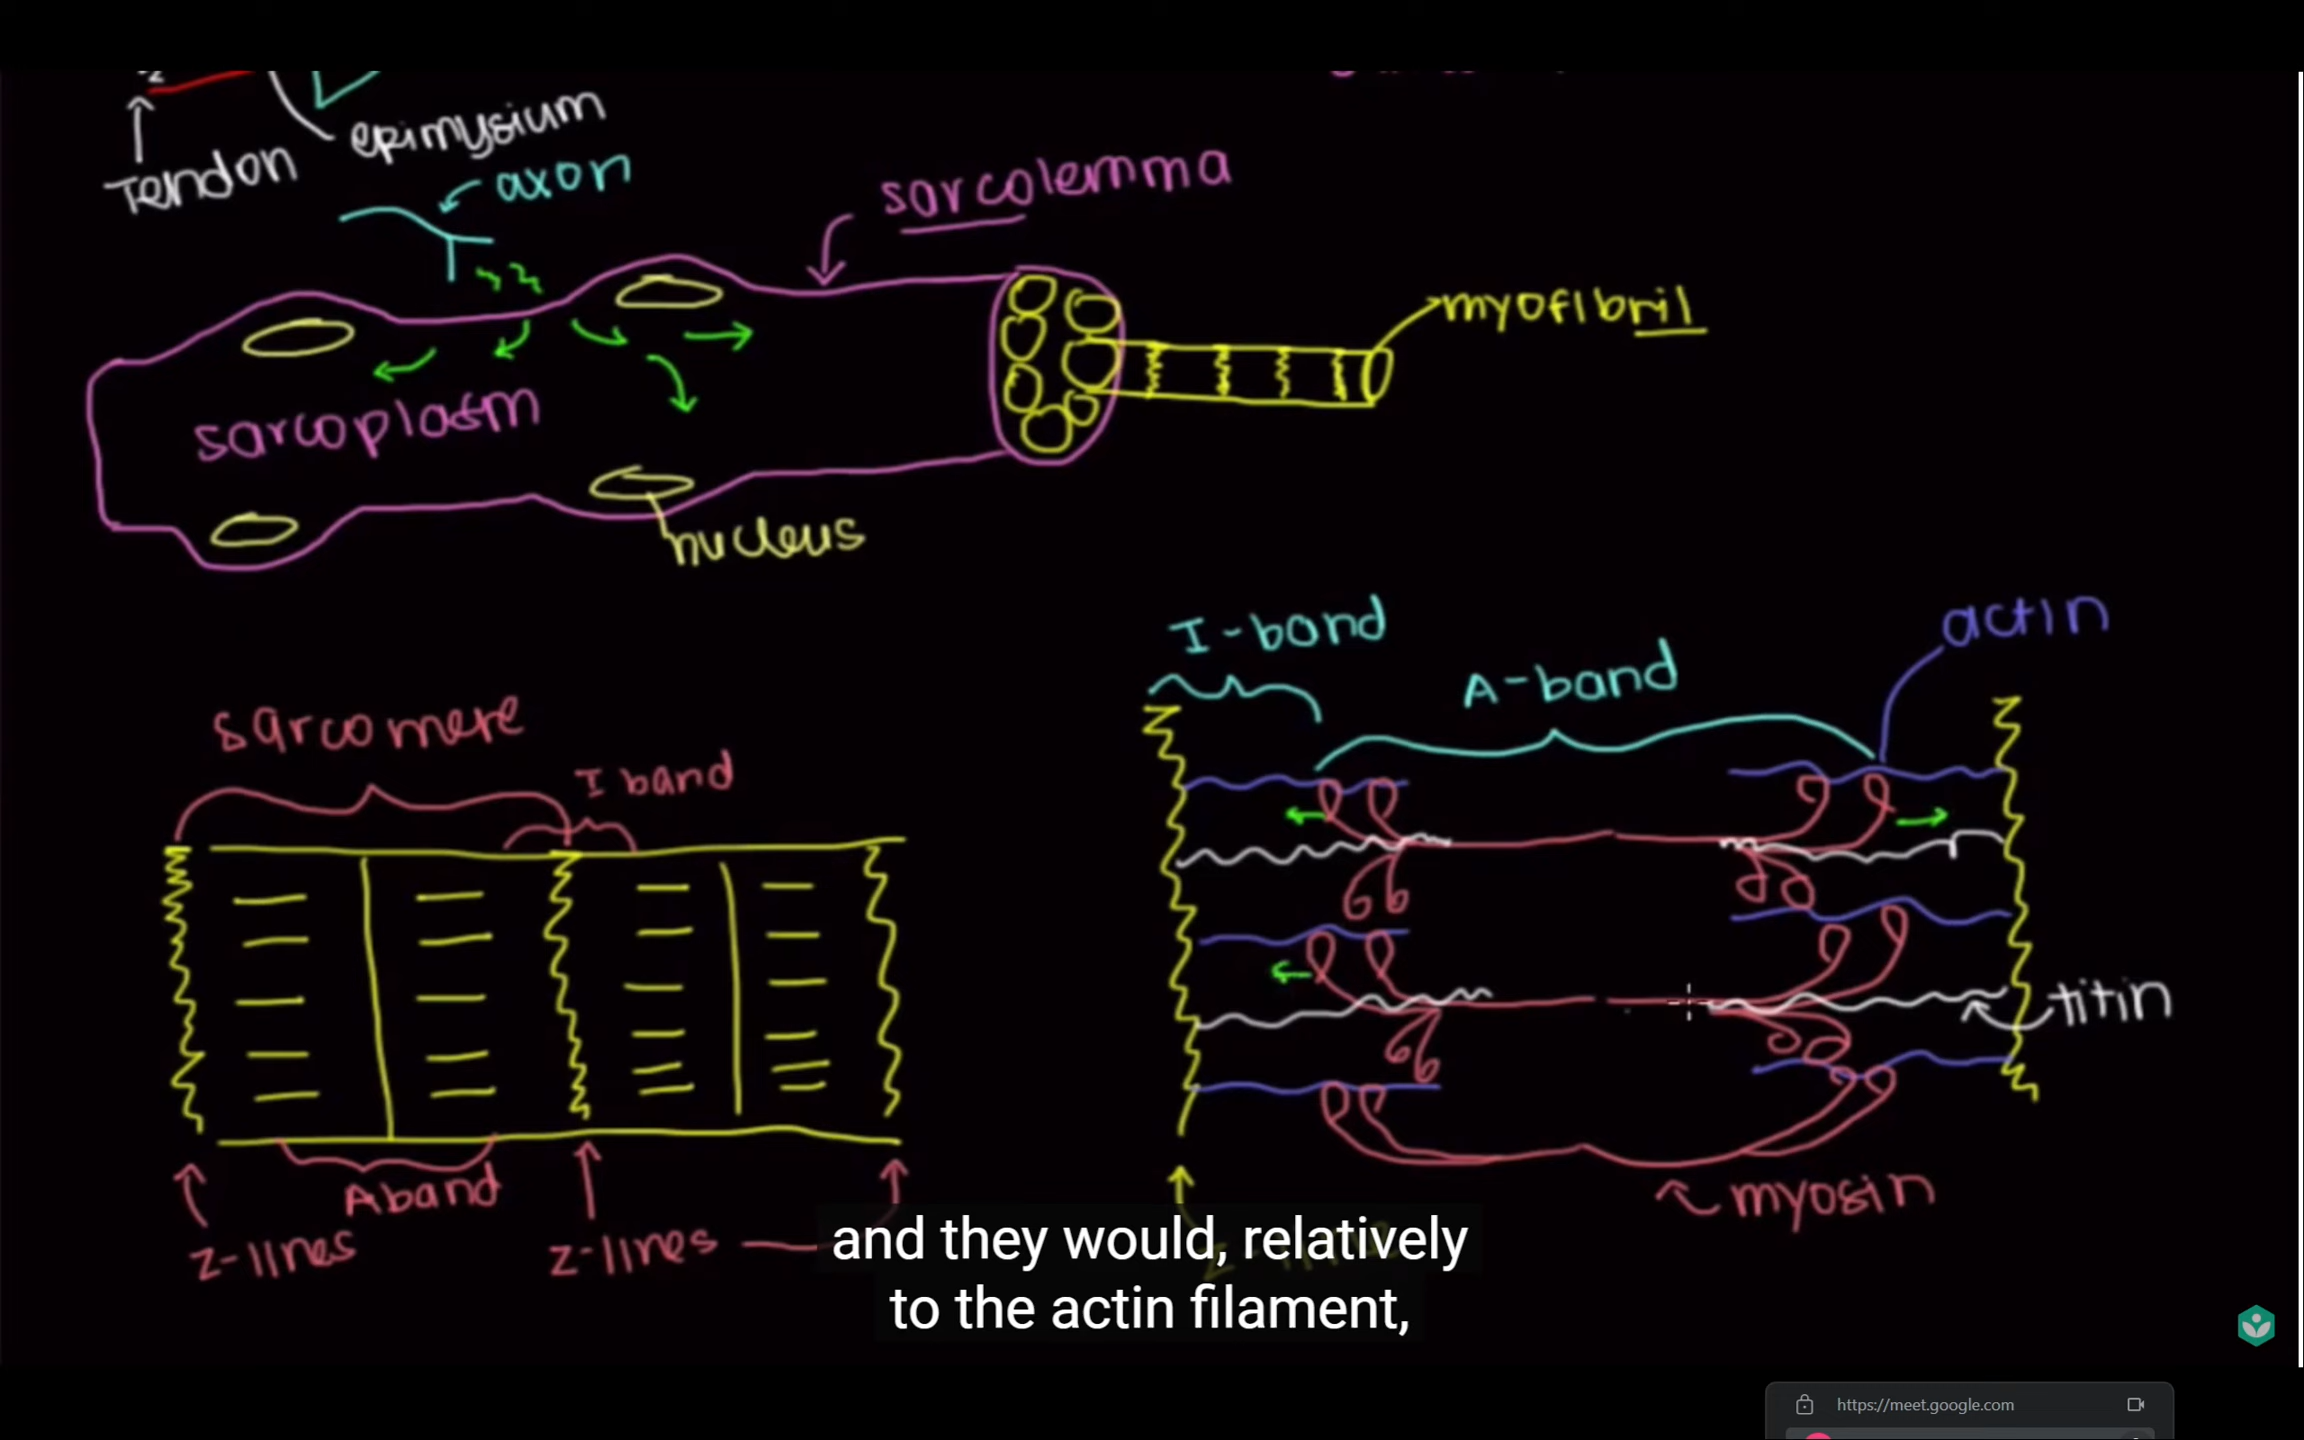 Tendon
epimysium
axon
sarcolemma
myofibril
sarcoplasm
nucleus
I-band
A-band
actin
sarcomere
I band
titin
A band
myosin
z-lines
z-lines
and they would, relatively
to the actin filament,
https://meet.google.com